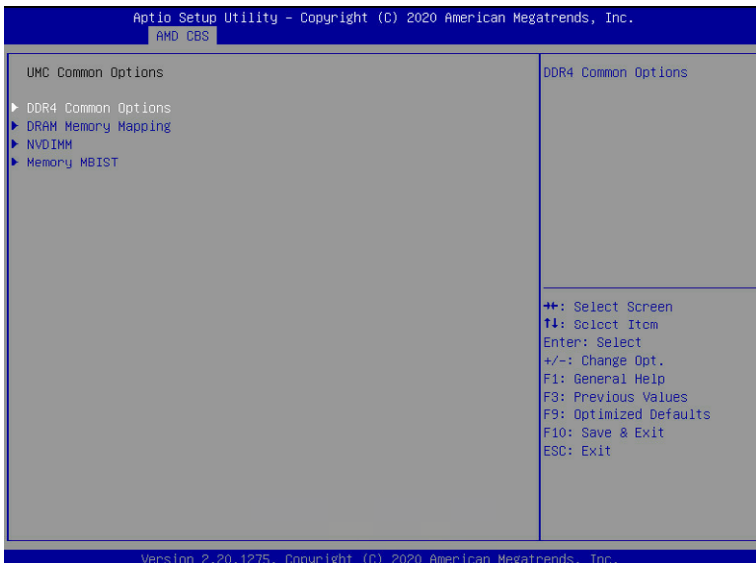 Aptio Setup Utility – Copyright (C) 2020 American Megatrends, Inc.
AMD CBS
UMC Common Options
DDR4 Common Options
DRAM Memory Mapping
NVDIMM
Memory MBIST
DDR4 Common Options
→←: Select Screen
↑↓: Select Item
Enter: Select
+/-: Change Opt.
F1: General Help
F3: Previous Values
F9: Optimized Defaults
F10: Save & Exit
ESC: Exit
Version 2.20.1275. Copyright (C) 2020 American Megatrends, Inc.